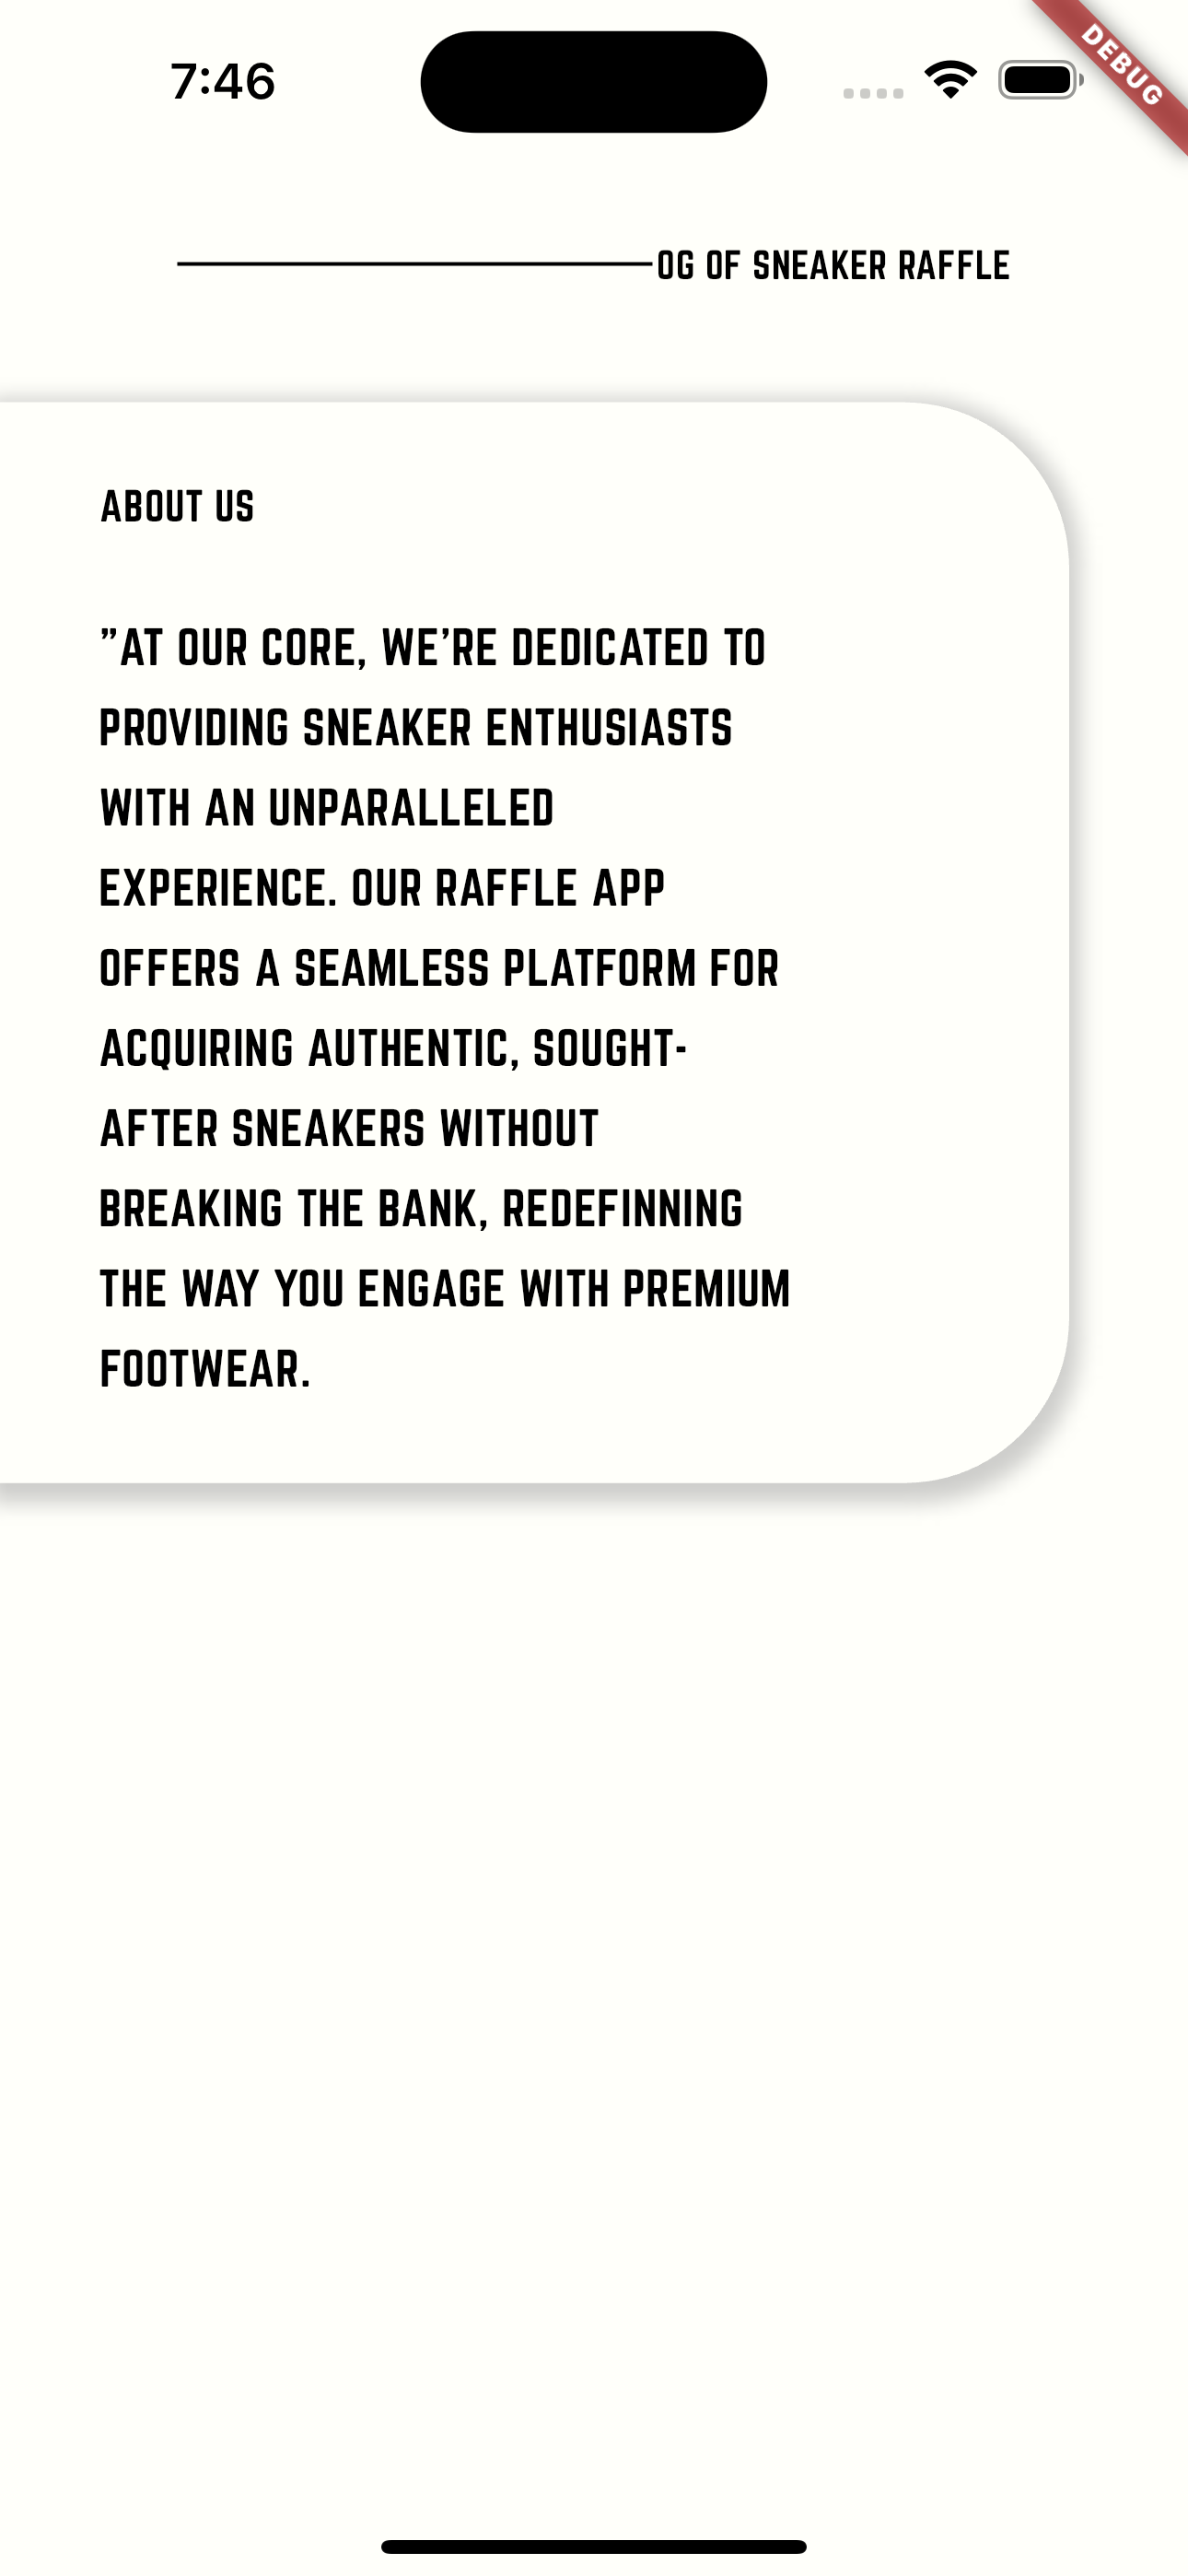 7:46
DEBUG
OG OF SNEAKER RAFFLE
ABOUT US
”AT OUR CORE, WE’RE DEDICATED TO
PROVIDING SNEAKER ENTHUSIASTS
WITH AN UNPARALLELED
EXPERIENCE. OUR RAFFLE APP
OFFERS A SEAMLESS PLATFORM FOR
ACQUIRING AUTHENTIC, SOUGHT-
AFTER SNEAKERS WITHOUT
BREAKING THE BANK, REDEFINNING
THE WAY YOU ENGAGE WITH PREMIUM
FOOTWEAR.